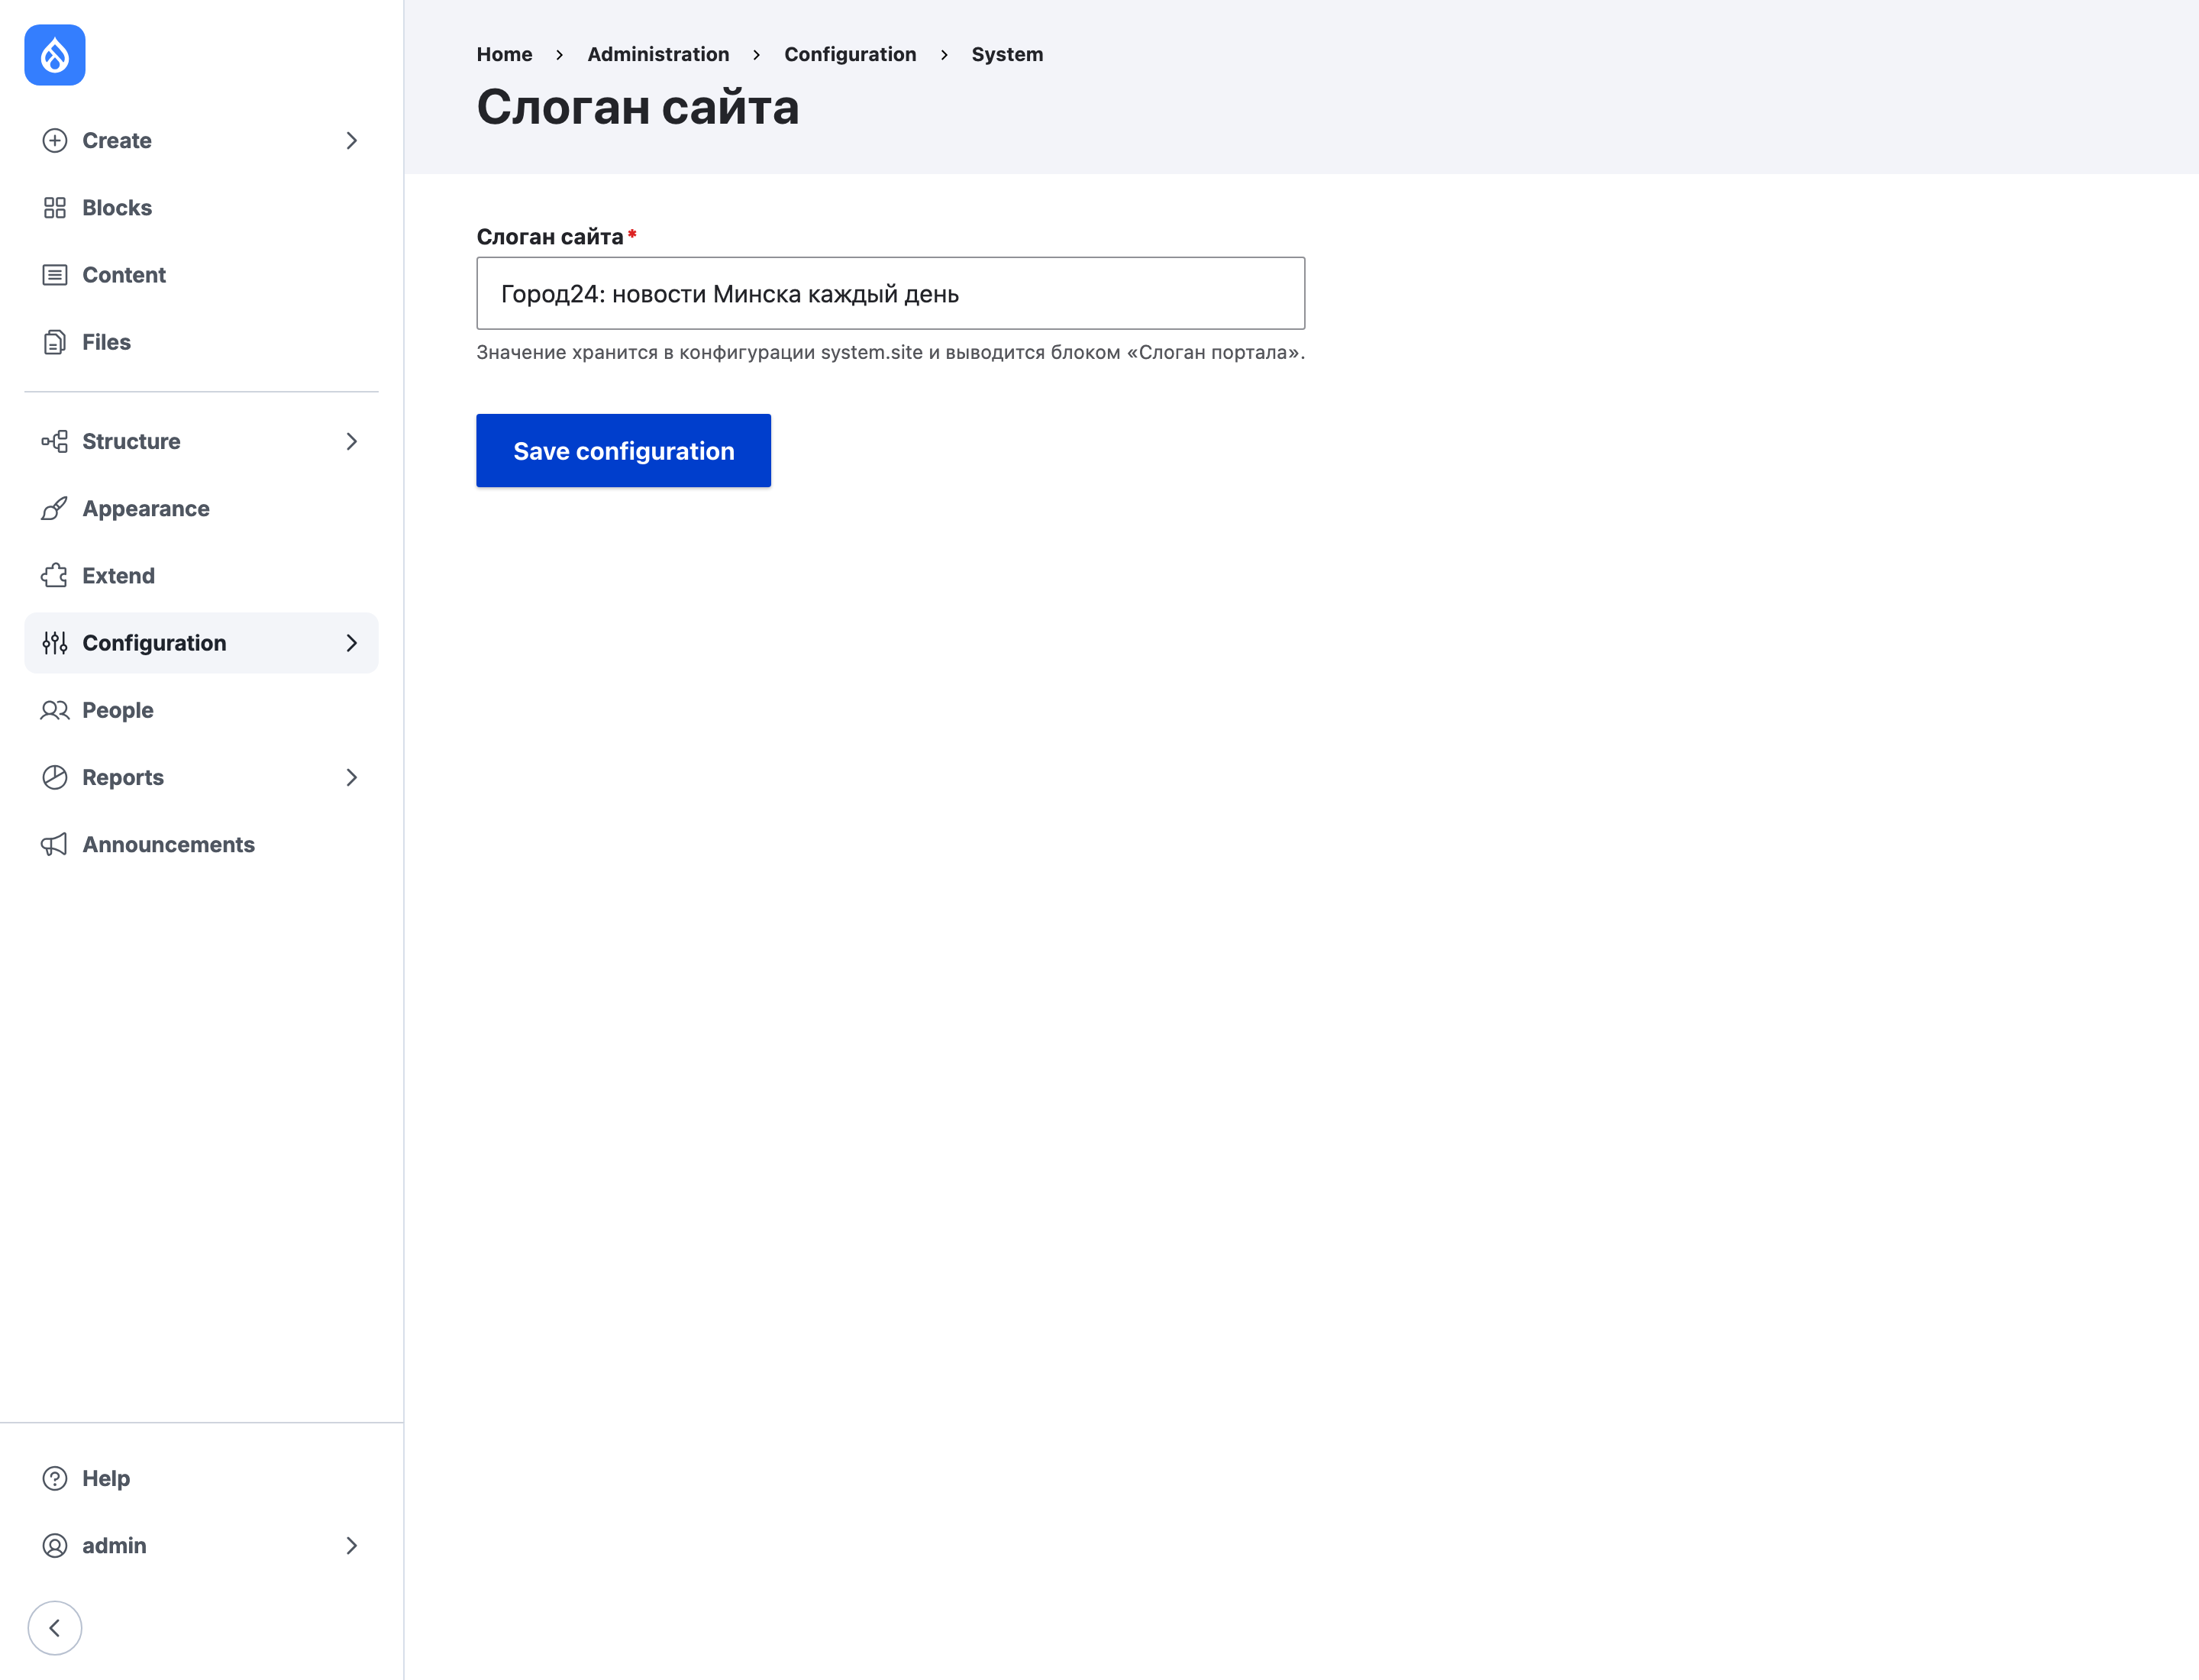 Create
Blocks
Content
Files
Structure
Appearance
Extend
Configuration
People
Reports
Announcements
Help
admin
Home > Administration > Configuration > System
Слоган сайта
Слоган сайта*
Город24: новости Минска каждый день
Значение хранится в конфигурации system.site и выводится блоком «Слоган портала».
Save configuration